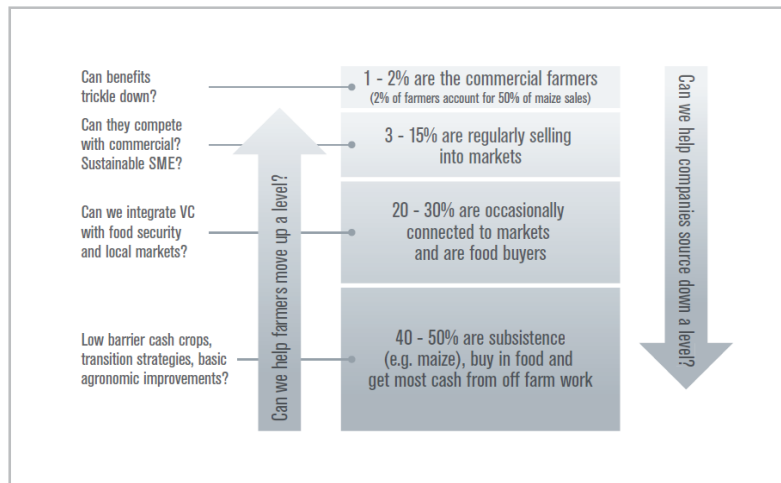 Can benefits
trickle down?
1 - 2% are the commercial farmers
(2% of farmers account for 50% of maize sales)
Can they compete
with commercial?
Sustainable SME?
3 - 15% are regularly selling
into markets
Can we integrate VC
with food security
and local markets?
20 - 30% are occasionally
connected to markets
and are food buyers
Low barrier cash crops,
transition strategies, basic
agronomic improvements?
40 - 50% are subsistence
(e.g. maize), buy in food and
get most cash from off farm work
Can we help farmers move up a level?
Can we help companies source down a level?